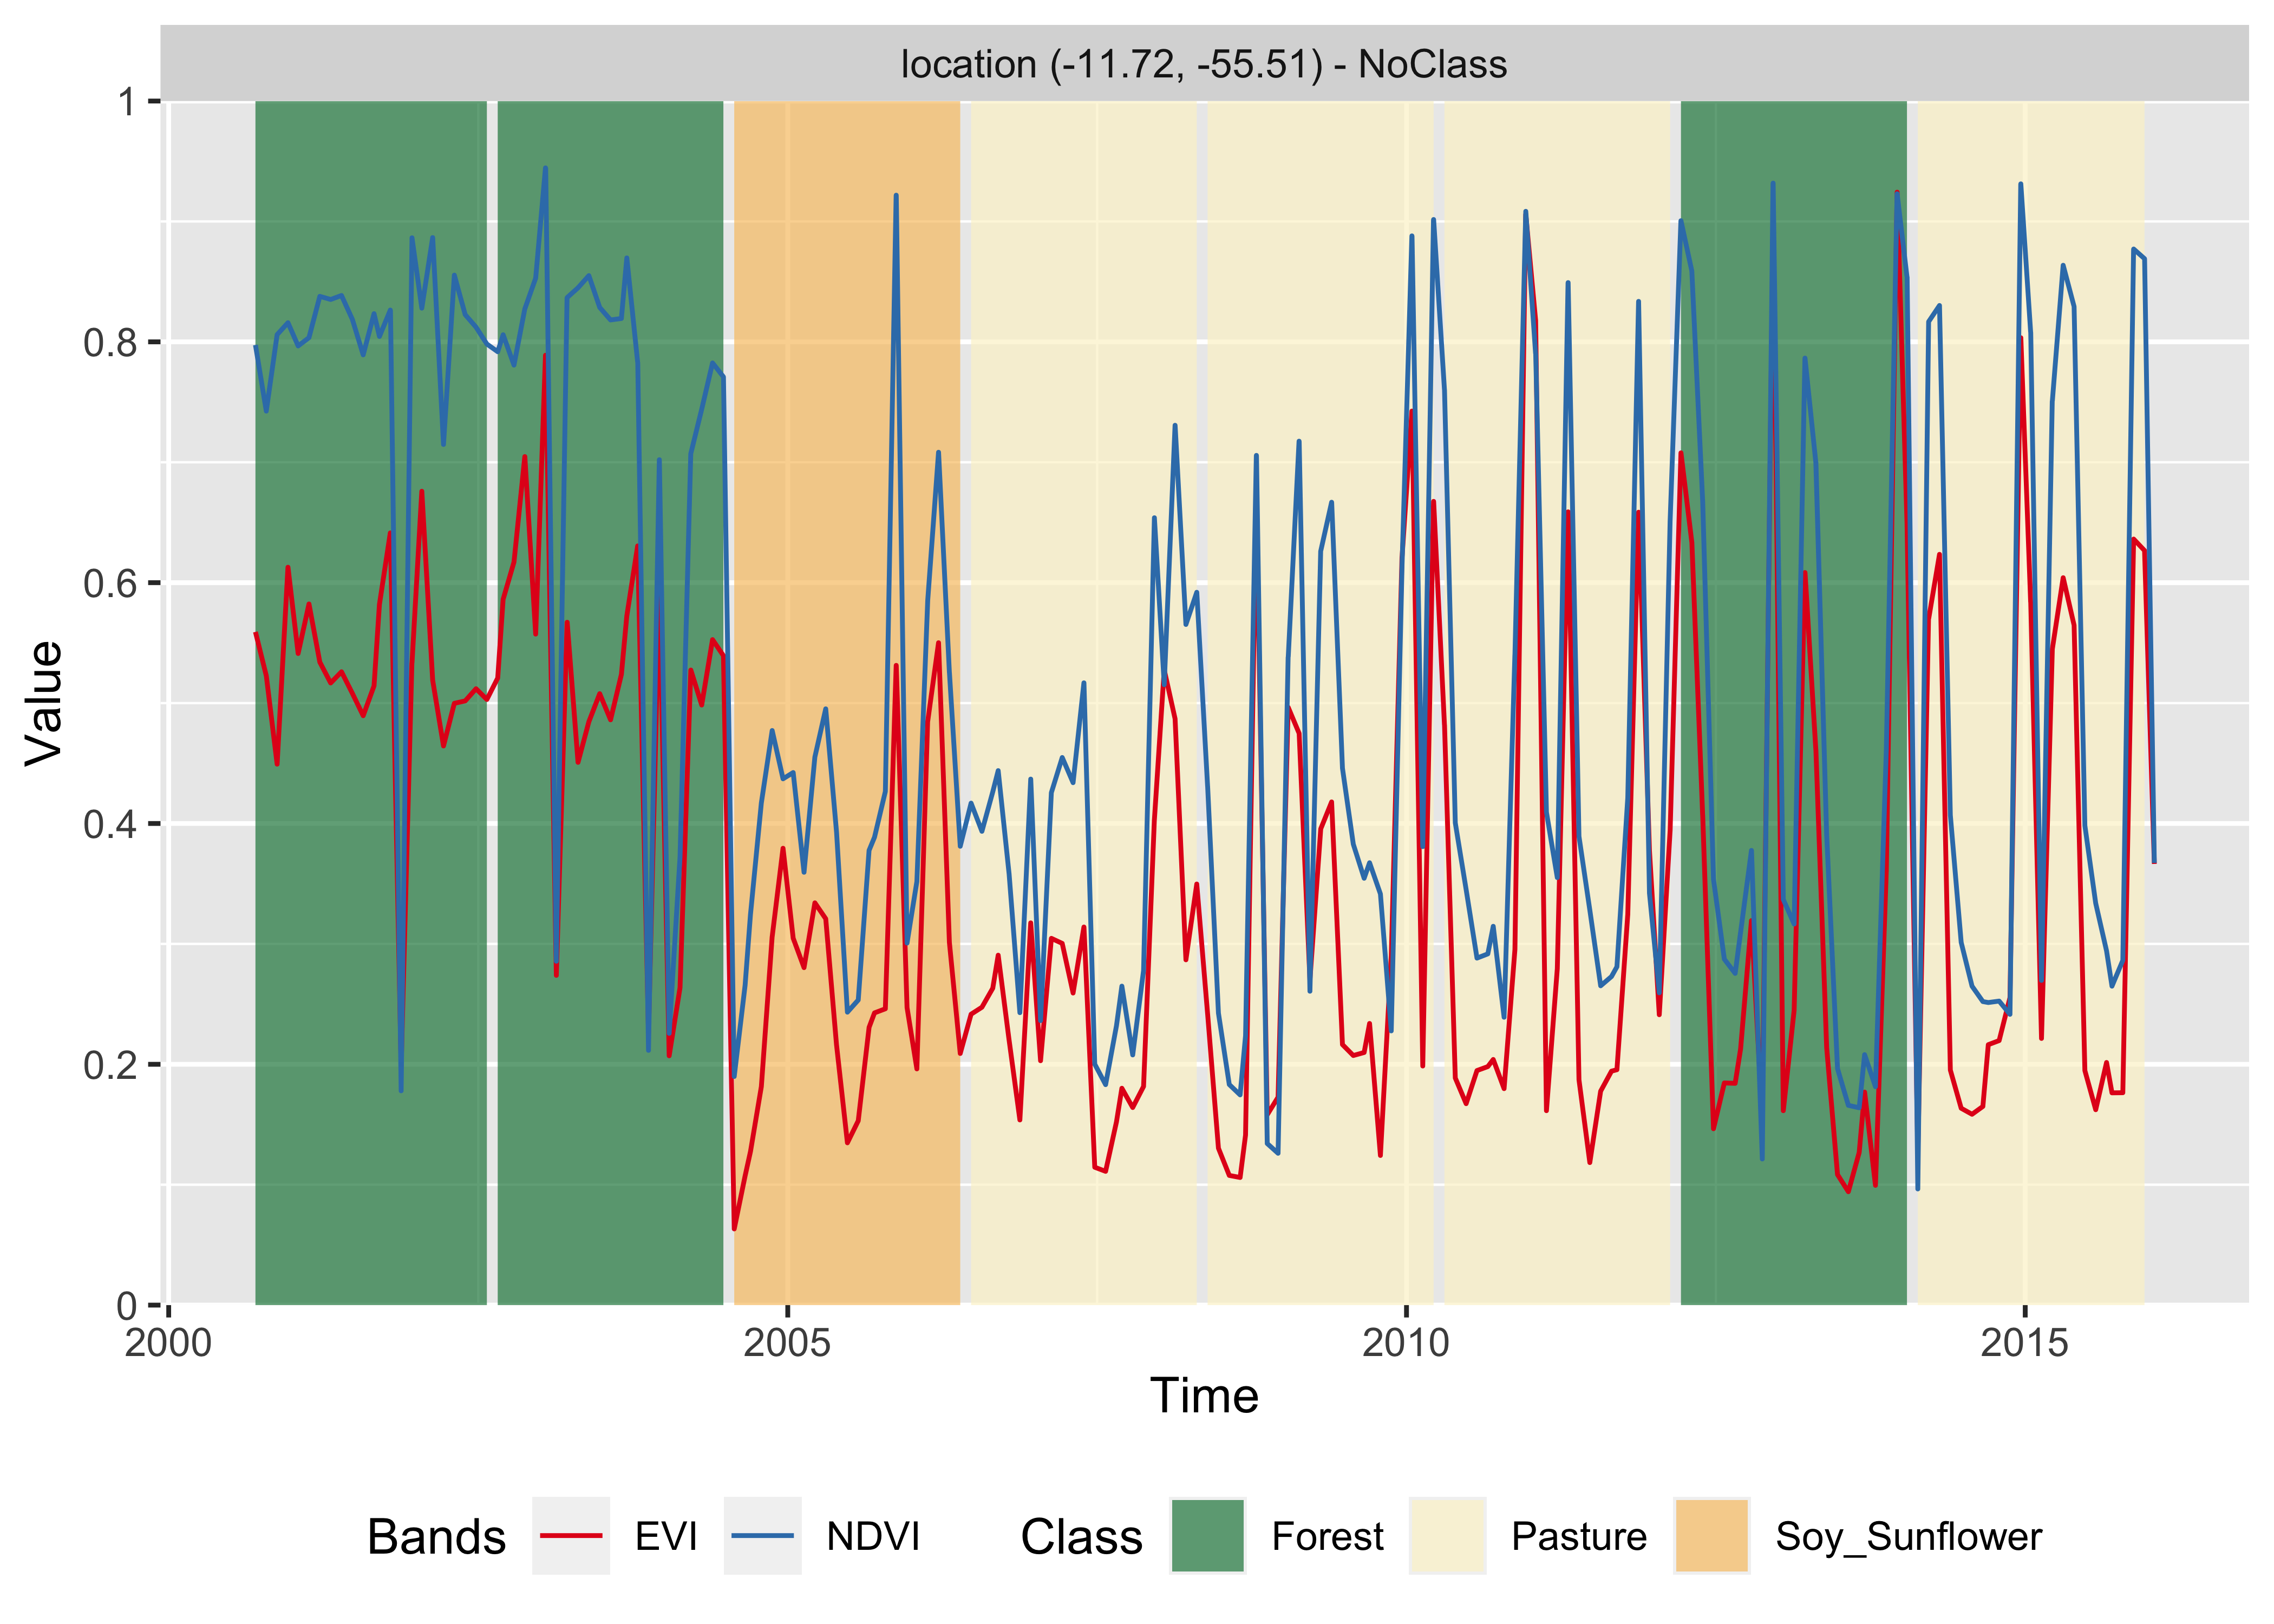 location (-11.72, -55.51) - NoClass
1
0.8
0.6
0.4
0.2
0
Value
2000 2005 2010 2015
Time
Bands EVI NDVI Class Forest Pasture Soy_Sunflower